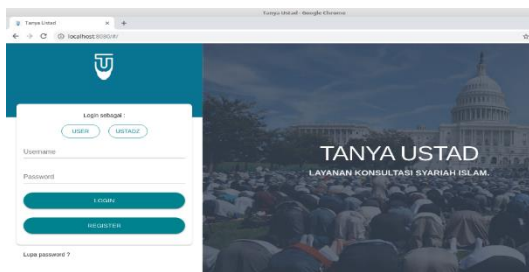 Tanya Ustad - Google Chrome
Tanya Ustad
localhost:8080/#/
Login sebagai :
USER
USTADZ
Username
Password
LOGIN
REGISTER
Lupa password ?
TANYA USTAD
LAYANAN KONSULTASI SYARIAH ISLAM.